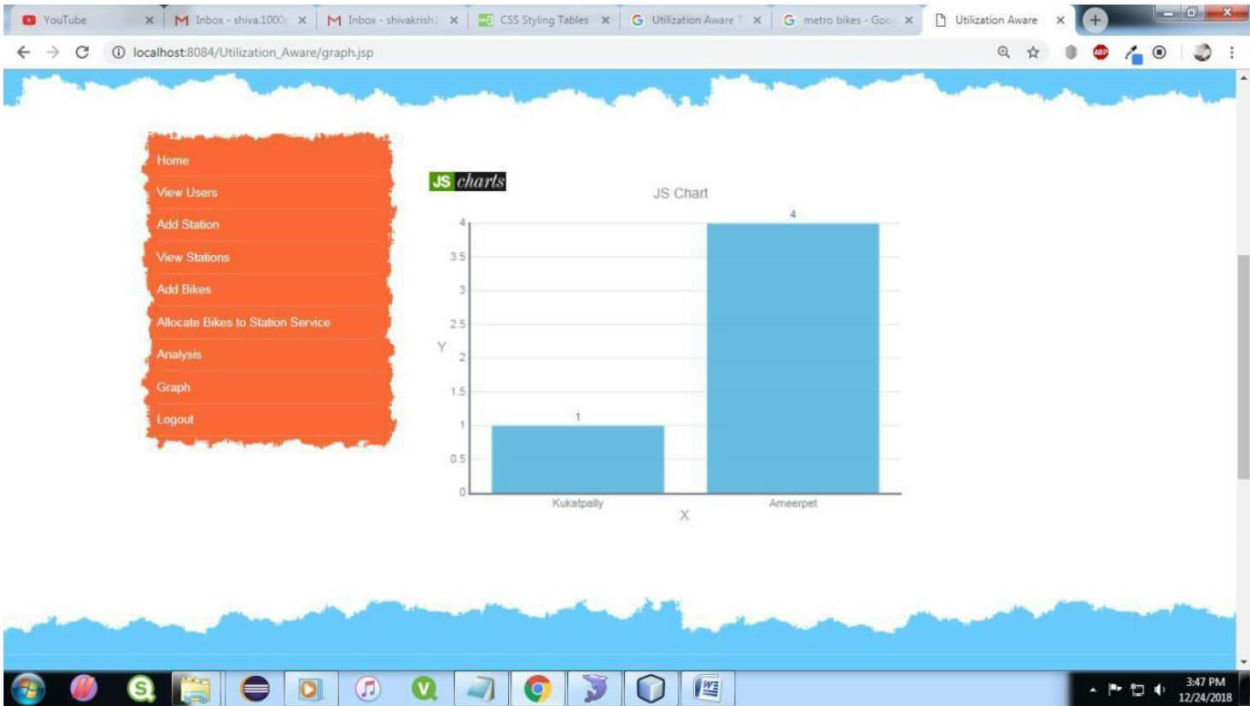 YouTube
Inbox - shiva.1000
Inbox - shivakrish
CSS Styling Tables
Utilization Aware T
metro bikes - Goo
Utilization Aware
localhost:8084/Utilization_Aware/graph.jsp
ABP
Home
View Users
Add Station
View Stations
Add Bikes
Allocate Bikes to Station Service
Analysis
Graph
Logout
JS charts
JS Chart
4
4
3.5
3
2.5
Y
2
1.5
1
1
0.5
0
Kukatpally
Ameerpet
X
3:47 PM
12/24/2018